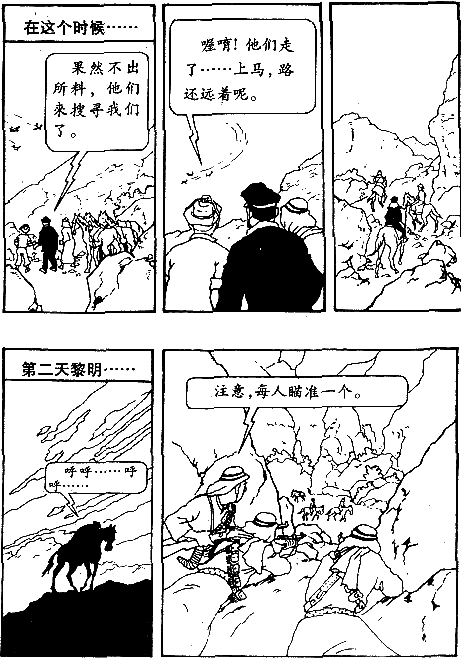 在这个时候……
果然不出
所料，他们
来搜寻我们
了。
喔唷！他们走
了……上马，路
还远着呢。
第二天黎明……
呼呼……呼
呼……
注意，每人瞄准一个。